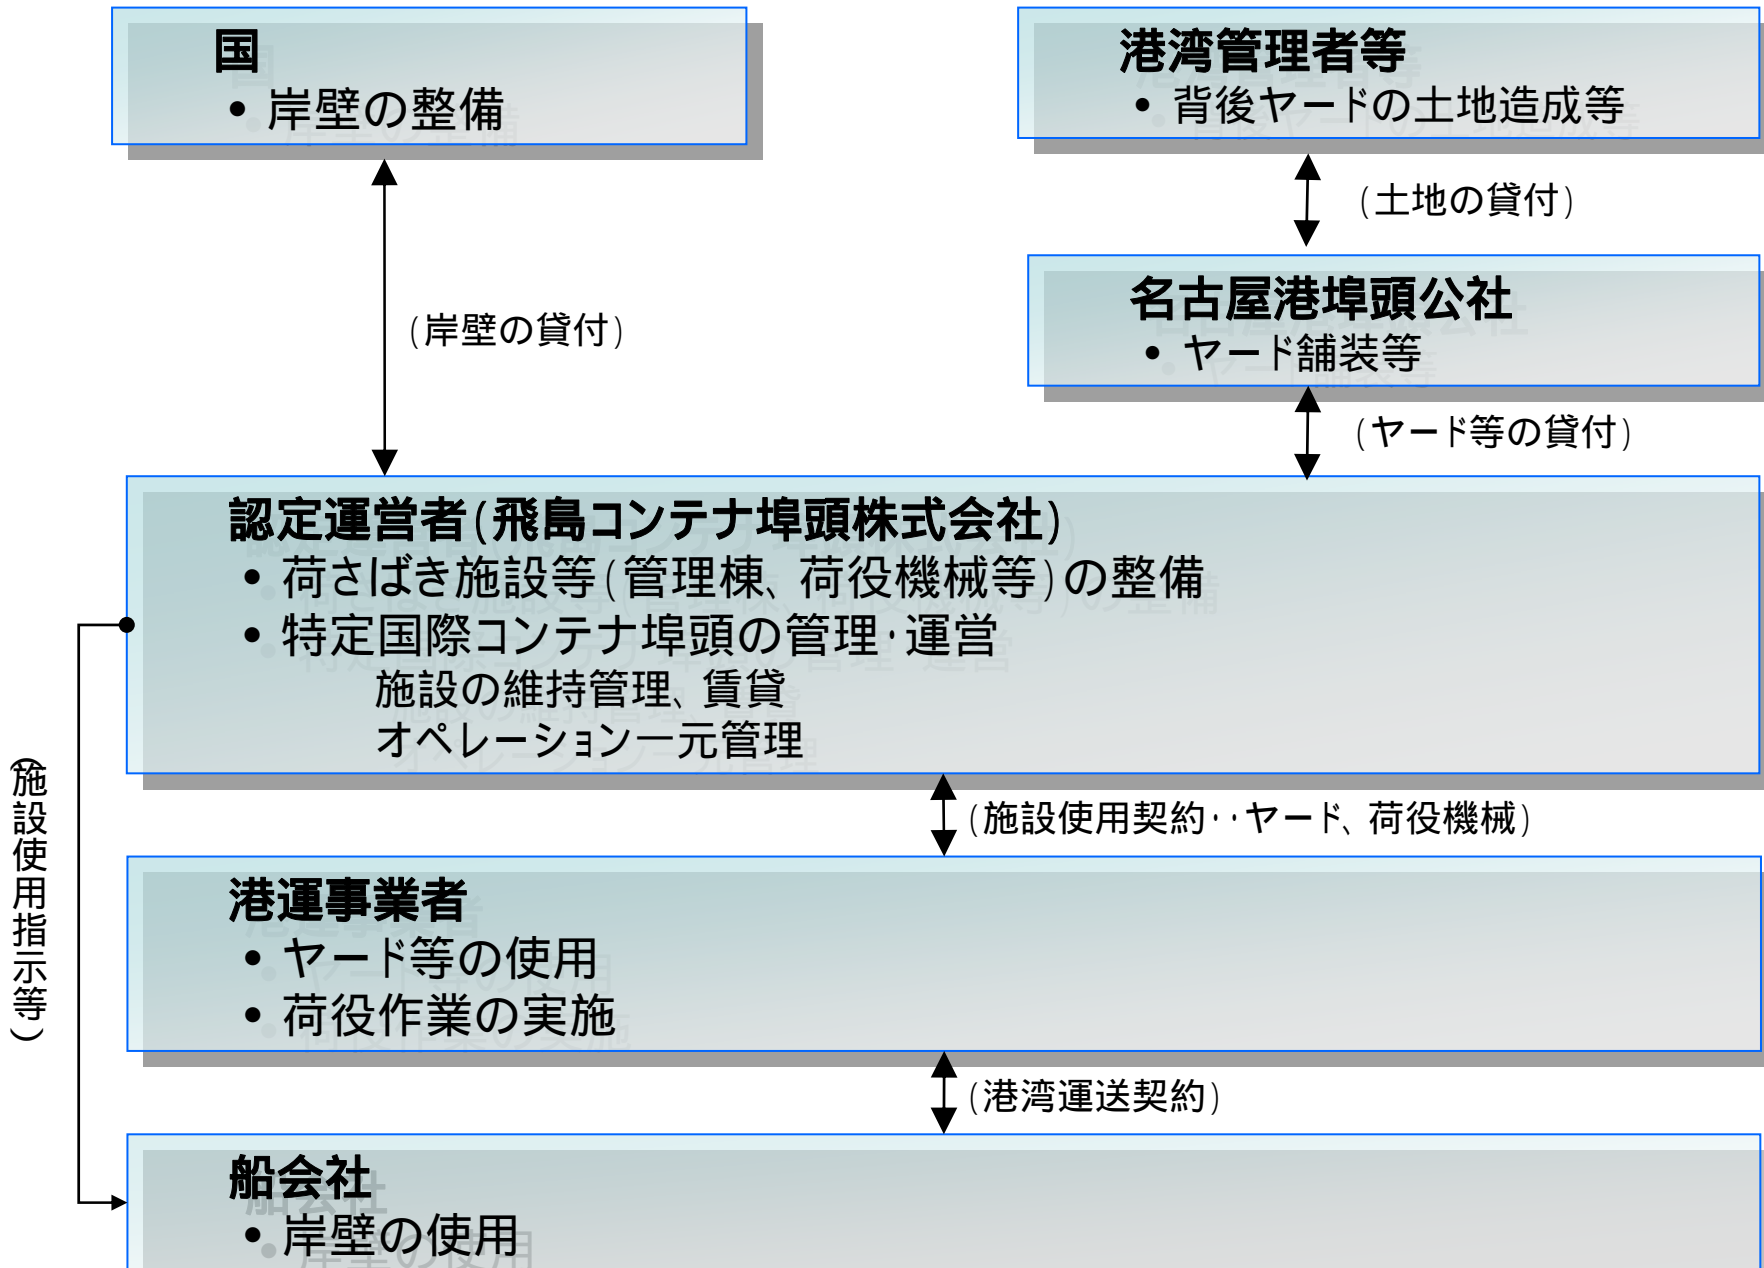 国
• 岸壁の整備
港湾管理者等
• 背後ヤードの土地造成等
(土地の貸付)
名古屋港埠頭公社
• ヤード舗装等
(岸壁の貸付)
(ヤード等の貸付)
認定運営者(飛島コンテナ埠頭株式会社)
• 荷さばき施設等(管理棟、荷役機械等)の整備
• 特定国際コンテナ埠頭の管理・運営
施設の維持管理、賃貸
オペレーション一元管理
(施設使用指示等)
(施設使用契約・・ヤード、荷役機械)
港運事業者
• ヤード等の使用
• 荷役作業の実施
(港湾運送契約)
船会社
• 岸壁の使用